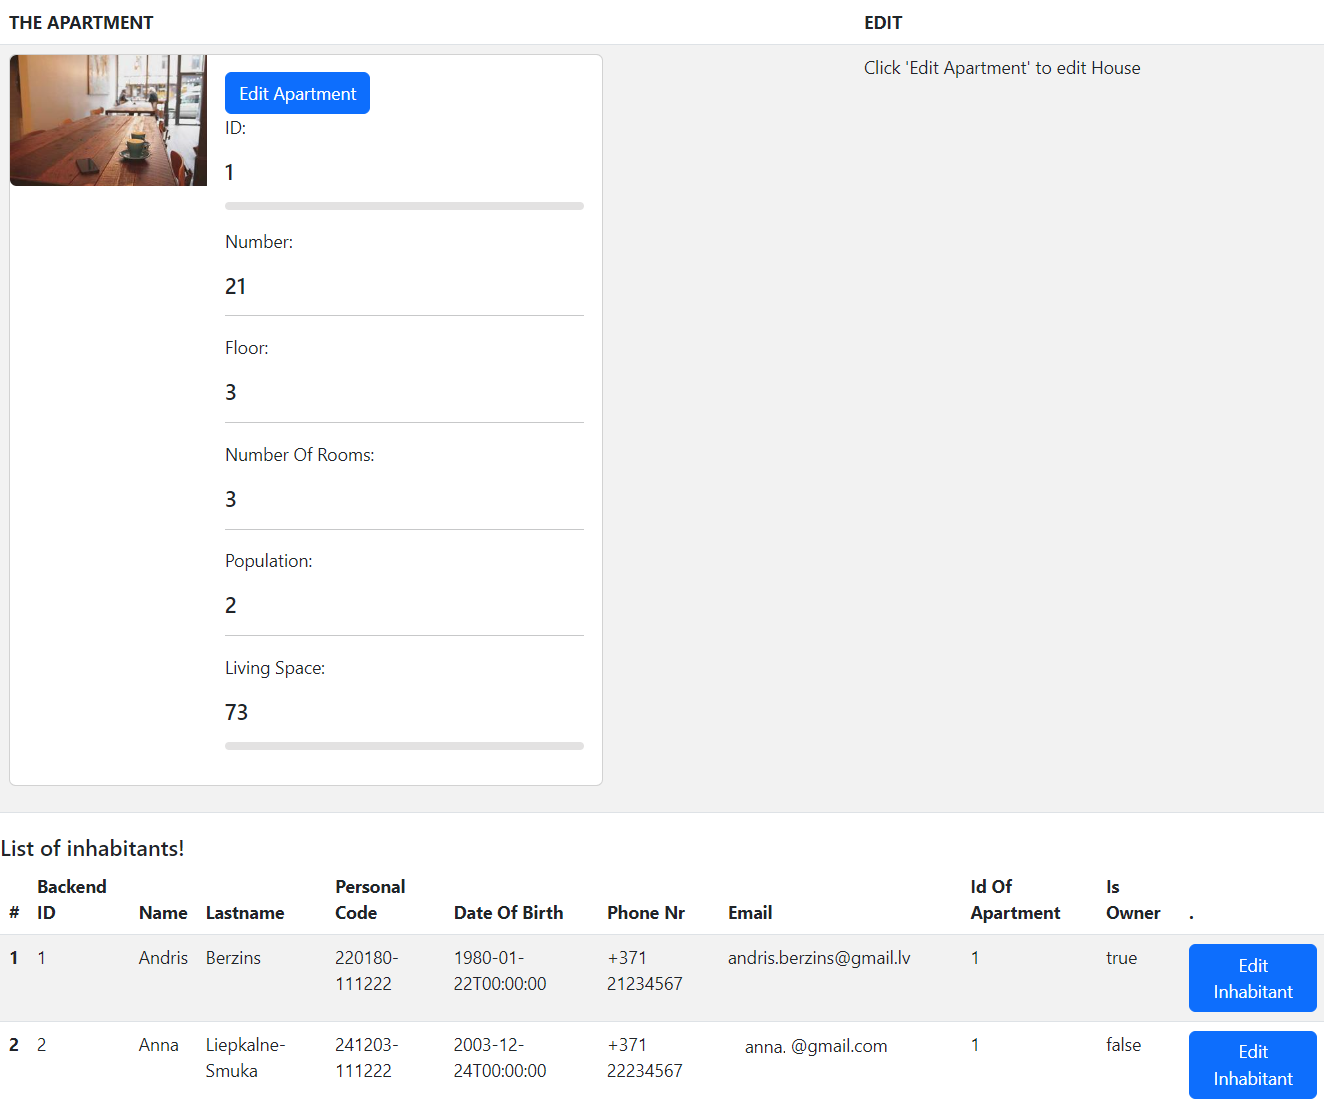 THE APARTMENT EDIT
Edit Apartment
Click 'Edit Apartment' to edit House
ID:
1
Number:
21
Floor:
3
Number Of Rooms:
3
Population:
2
Living Space:
73
List of inhabitants!
# Backend ID Name Lastname Personal Code Date Of Birth Phone Nr Email Id Of Apartment Is Owner .
1 1 Andris Berzins 220180-111222 1980-01-22T00:00:00 +371 21234567 andris.berzins@gmail.lv 1 true Edit Inhabitant
2 2 Anna Liepkalne-Smuka 241203-111222 2003-12-24T00:00:00 +371 22234567 anna. @gmail.com 1 false Edit Inhabitant